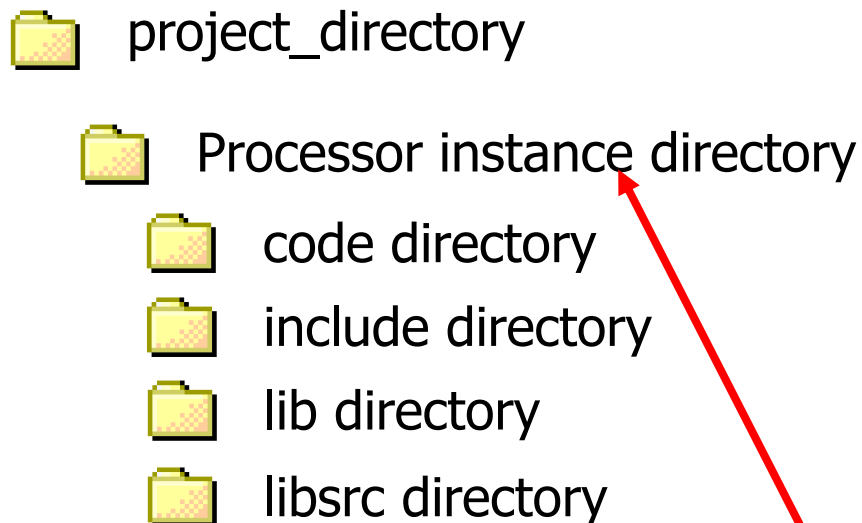 project_directory
Processor instance directory
code directory
include directory
lib directory
libsrc directory